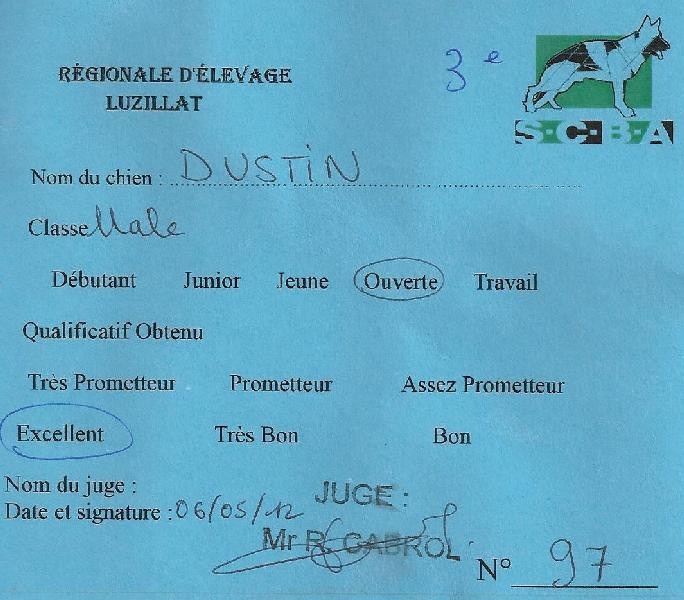 RÉGIONALE D'ÉLEVAGE
LUZILLAT
3e
S·C·B·A
Nom du chien : DUSTIN
Classe Male
Débutant Junior Jeune Ouverte Travail
Qualificatif Obtenu
Très Prometteur Prometteur Assez Prometteur
Excellent Très Bon Bon
Nom du juge :
JUGE :
Date et signature : 06/05/12
Mr R. CABROL
N° 97